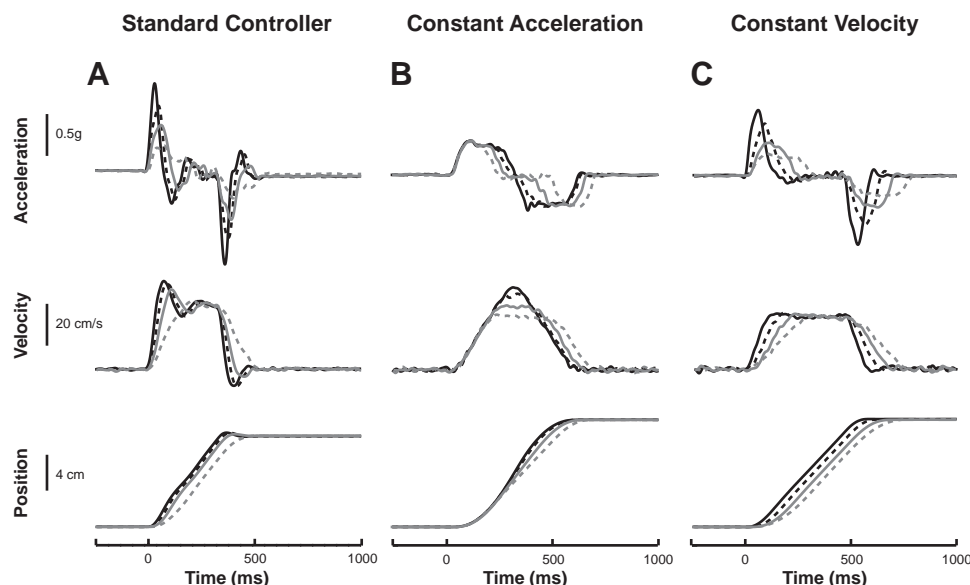 Standard Controller
Constant Acceleration
Constant Velocity
A
B
C
Acceleration
0.5g
Velocity
20 cm/s
Position
4 cm
0 500 1000
0 500 1000
0 500 1000
Time (ms)
Time (ms)
Time (ms)